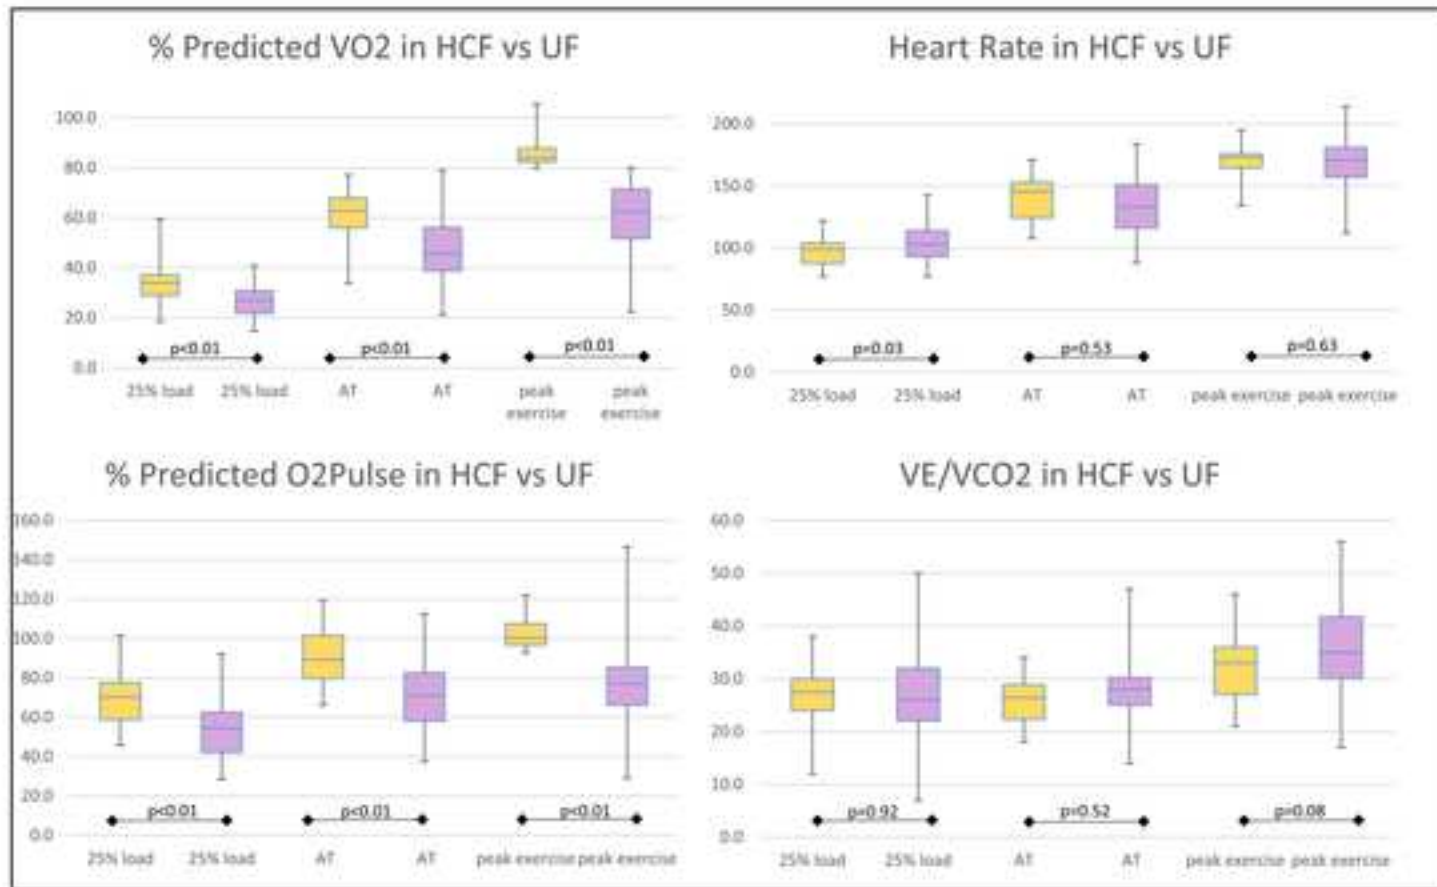 % Predicted VO2 in HCF vs UF
100.0
80.0
60.0
40.0
20.0
0.0
p<0.01
p<0.01
p<0.01
25% load
25% load
AT
AT
peak
exercise
peak
exercise
Heart Rate in HCF vs UF
200.0
150.0
100.0
50.0
0.0
p=0.03
p=0.53
p=0.63
25% load
25% load
AT
AT
peak exercise
peak exercise
% Predicted O2Pulse in HCF vs UF
160.0
140.0
120.0
100.0
80.0
60.0
40.0
20.0
0.0
p<0.01
p<0.01
p<0.01
25% load
25% load
AT
AT
peak exercise
peak exercise
VE/VCO2 in HCF vs UF
60.0
50.0
40.0
30.0
20.0
10.0
0.0
p=0.92
p=0.52
p=0.08
25% load
25% load
AT
AT
peak exercise
peak exercise